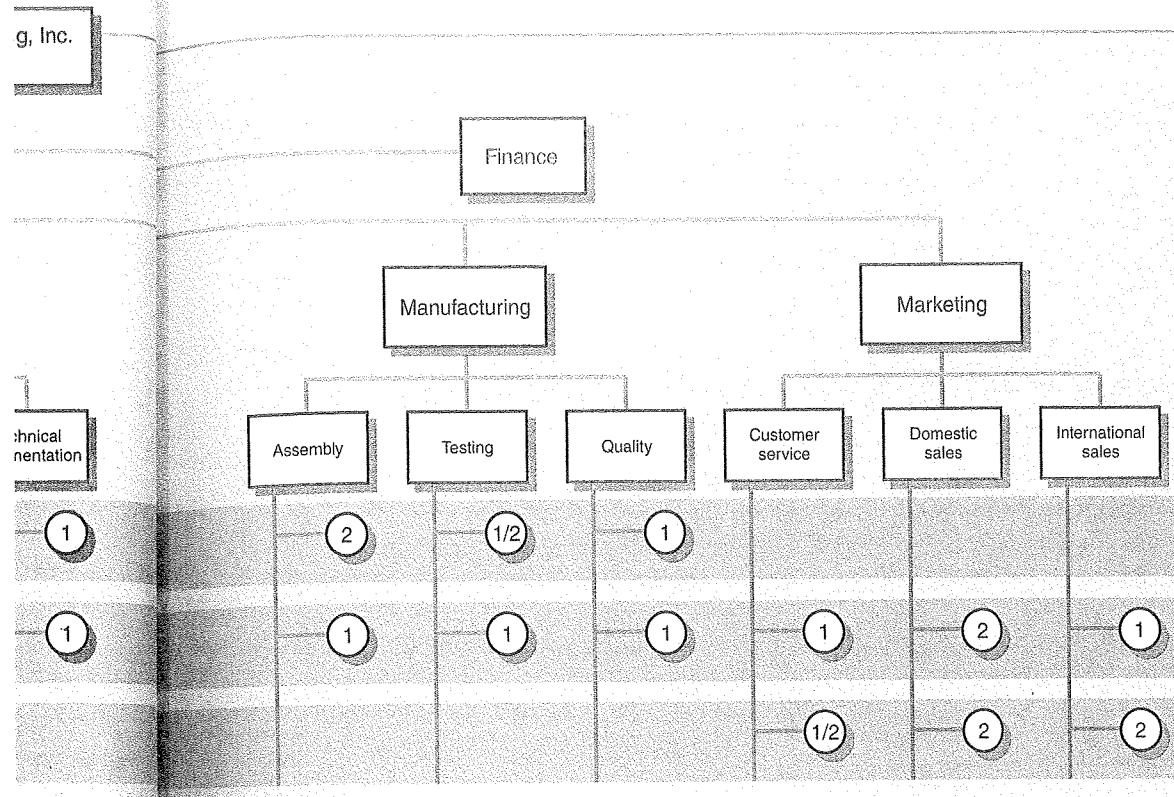 g, Inc.
Finance
Manufacturing
Marketing
chnical
mentation
Assembly
Testing
Quality
Customer
service
Domestic
sales
International
sales
1
2
1/2
1
1
1
1
1
1
2
1
1/2
2
2